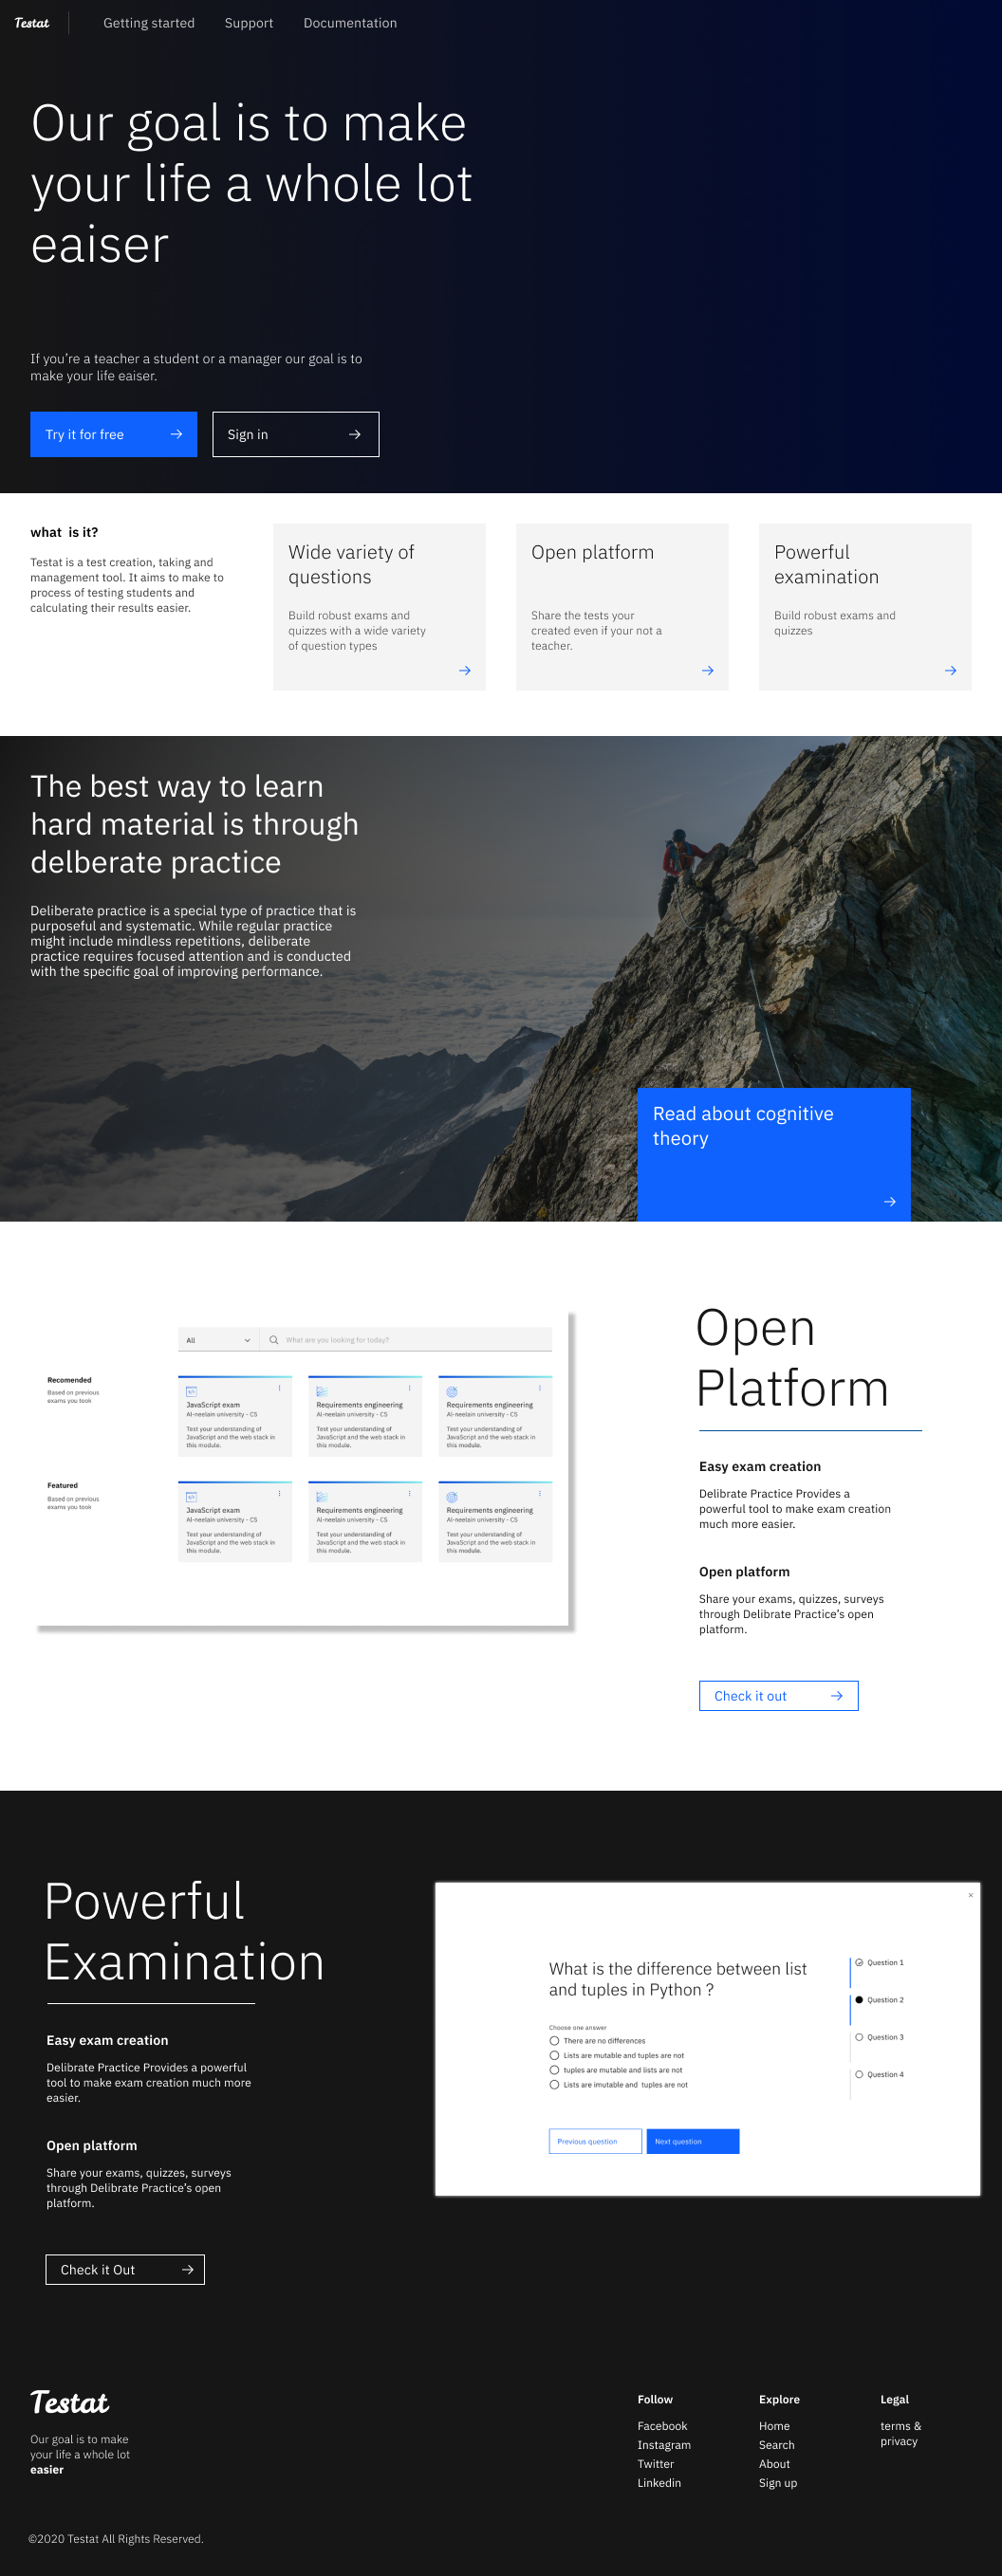 Testat
Getting started
Support
Documentation
Our goal is to make
your life a whole lot
eaiser
If you're a teacher a student or a manager our goal is to
make your life eaiser.
Try it for free
Sign in
what is it?
Testat is a test creation, taking and
management tool. It aims to make to
process of testing students and
calculating their results easier.
Wide variety of
questions
Build robust exams and
quizzes with a wide variety
of question types
Open platform
Share the tests your
created even if your not a
teacher.
Powerful
examination
Build robust exams and
quizzes
The best way to learn
hard material is through
delberate practice
Deliberate practice is a special type of practice that is
purposeful and systematic. While regular practice
might include mindless repetitions, deliberate
practice requires focused attention and is conducted
with the specific goal of improving performance.
Read about cognitive
theory
All
What are you looking for today?
Recomended
Based on previous
exams you took
JavaScript exam
Al-neelain university - CS
Test your understanding of
JavaScript and the web stack in
this module.
Requirements engineering
Al-neelain university - CS
Test your understanding of
JavaScript and the web stack in
this module.
Requirements engineering
Al-neelain university - CS
Test your understanding of
JavaScript and the web stack in
this module.
Featured
Based on previous
exams you took
JavaScript exam
Al-neelain university - CS
Test your understanding of
JavaScript and the web stack in
this module.
Requirements engineering
Al-neelain university - CS
Test your understanding of
JavaScript and the web stack in
this module.
Requirements engineering
Al-neelain university - CS
Test your understanding of
JavaScript and the web stack in
this module.
Open
Platform
Easy exam creation
Delibrate Practice Provides a
powerful tool to make exam creation
much more easier.
Open platform
Share your exams, quizzes, surveys
through Delibrate Practice's open
platform.
Check it out
Powerful
Examination
Easy exam creation
Delibrate Practice Provides a powerful
tool to make exam creation much more
easier.
Open platform
Share your exams, quizzes, surveys
through Delibrate Practice's open
platform.
Check it Out
What is the difference between list
and tuples in Python ?
Choose one answer
There are no differences
Lists are mutable and tuples are not
tuples are mutable and lists are not
Lists are imutable and tuples are not
Previous question
Next question
Question 1
Question 2
Question 3
Question 4
Testat
Our goal is to make
your life a whole lot
easier
Follow
Facebook
Instagram
Twitter
Linkedin
Explore
Home
Search
About
Sign up
Legal
terms &
privacy
©2020 Testat All Rights Reserved.